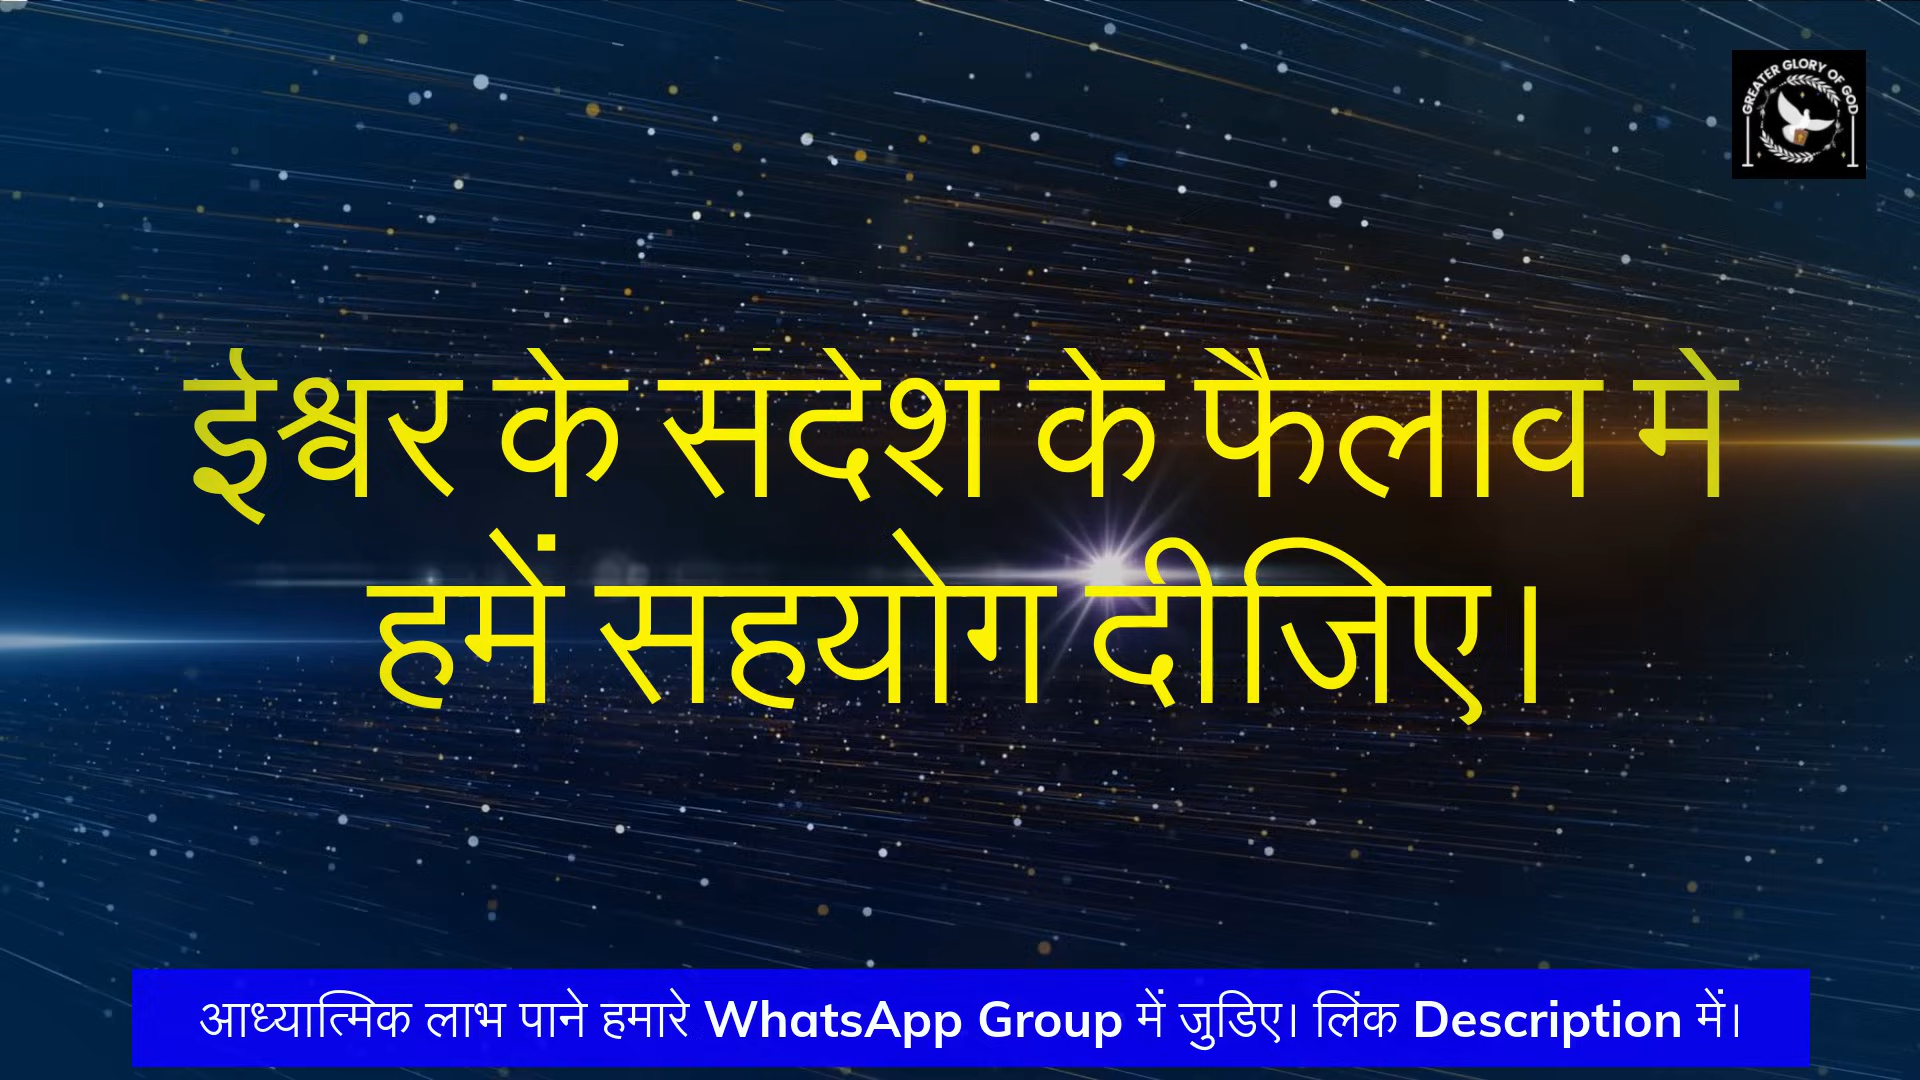 GREATER GLORY OF GOD
ईश्वर के संदेश के फैलाव में
हमें सहयोग दीजिए।
आध्यात्मिक लाभ पाने हमारे WhatsApp Group में जुडिए। लिंक Description में।